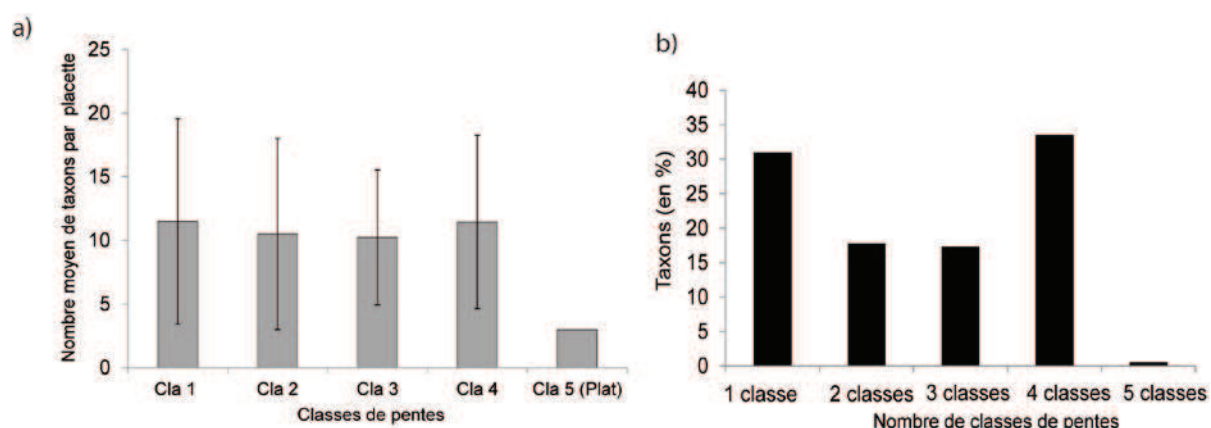 a)
Nombre moyen de taxons par placette
25
20
15
10
5
0
Cla 1 Cla 2 Cla 3 Cla 4 Cla 5 (Plat)
Classes de pentes
b)
Taxons (en %)
40
35
30
25
20
15
10
5
0
1 classe 2 classes 3 classes 4 classes 5 classes
Nombre de classes de pentes